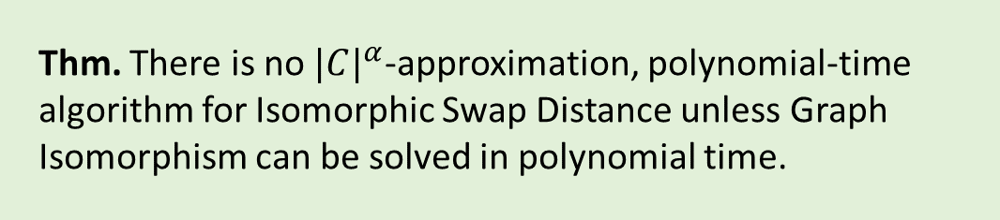 Thm. There is no |C|^α-approximation, polynomial-time
algorithm for Isomorphic Swap Distance unless Graph
Isomorphism can be solved in polynomial time.